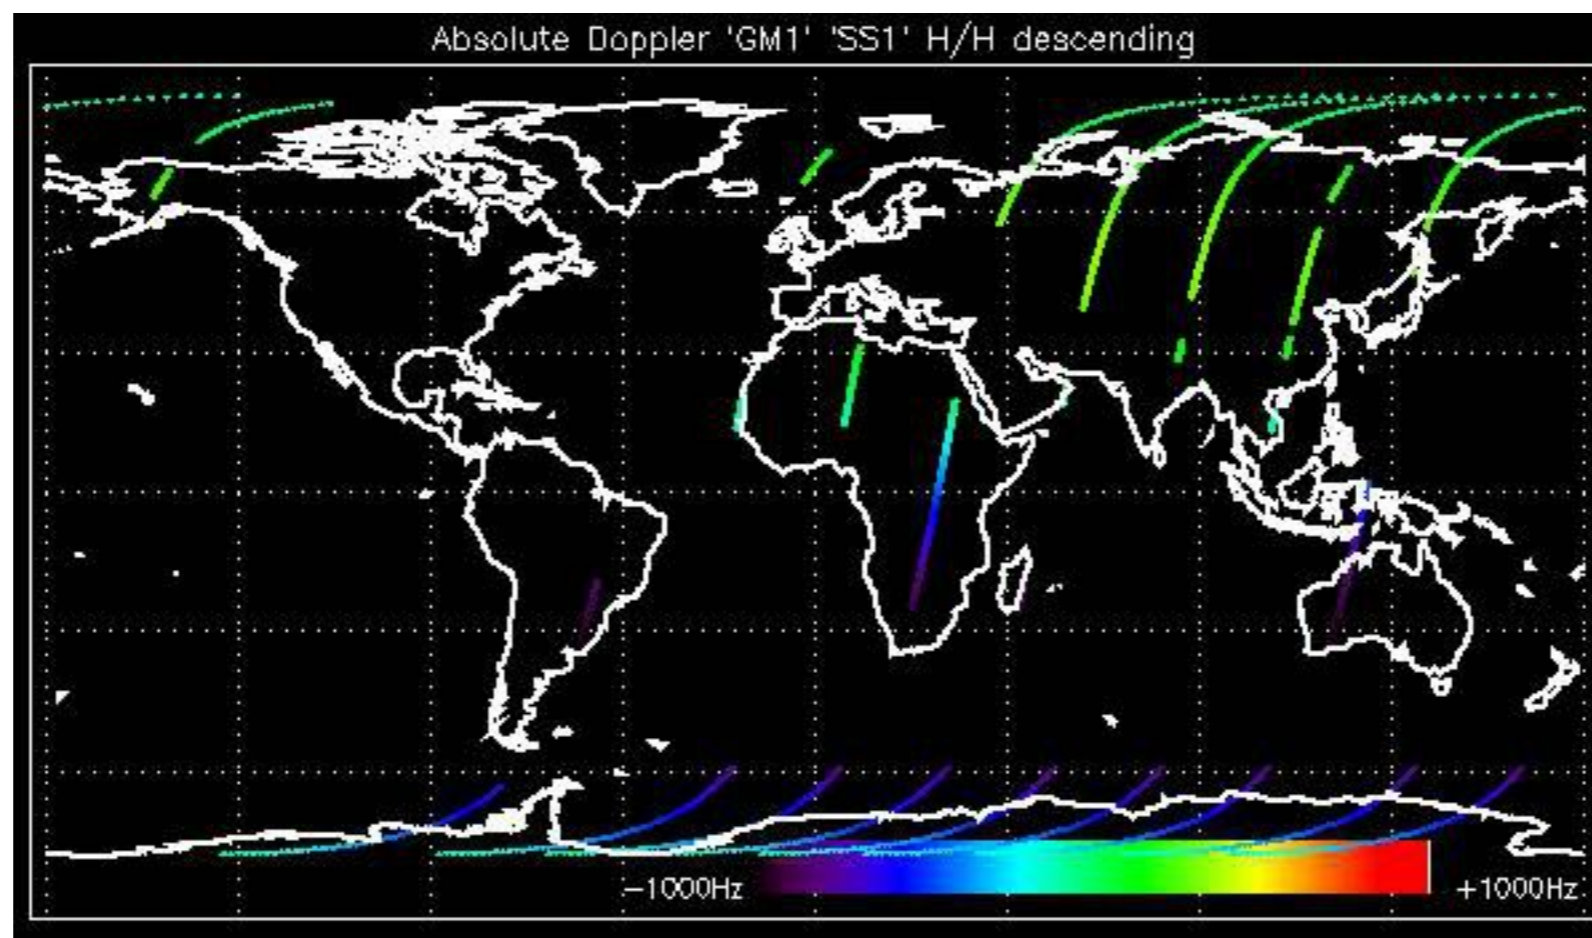 Absolute Doppler 'GM1' 'SS1' H/H descending
−1000Hz +1000Hz